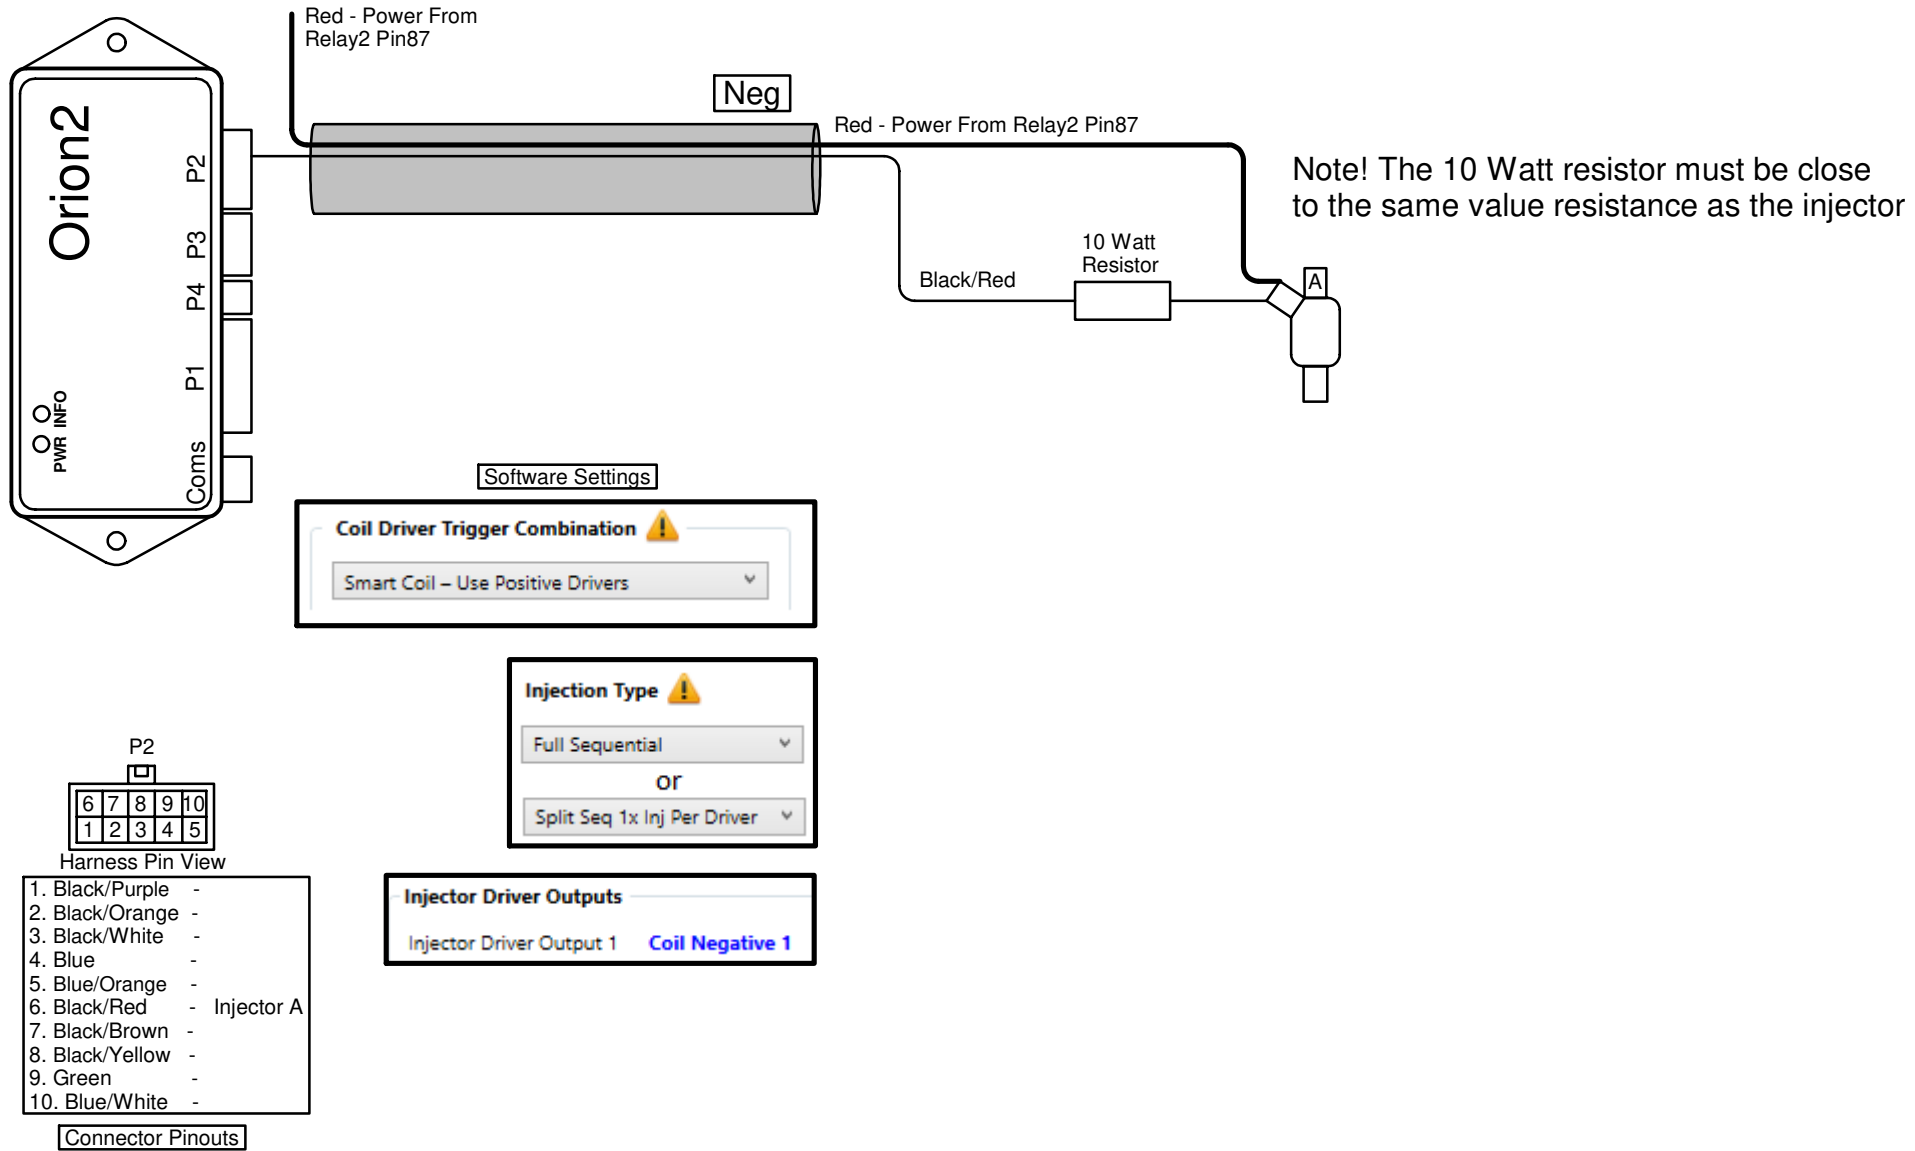 Red - Power From
Relay2 Pin87
Neg
Red - Power From Relay2 Pin87
Note! The 10 Watt resistor must be close
to the same value resistance as the injector
10 Watt
Resistor
Black/Red
A
Orion2
P2
P3
P4
P1
Coms
PWR INFO
Software Settings
Coil Driver Trigger Combination
Smart Coil – Use Positive Drivers
Injection Type
Full Sequential
or
Split Seq 1x Inj Per Driver
Injector Driver Outputs
Injector Driver Output 1 Coil Negative 1
P2
6 7 8 9 10
1 2 3 4 5
Harness Pin View
1. Black/Purple -
2. Black/Orange -
3. Black/White -
4. Blue -
5. Blue/Orange -
6. Black/Red - Injector A
7. Black/Brown -
8. Black/Yellow -
9. Green -
10. Blue/White -
Connector Pinouts